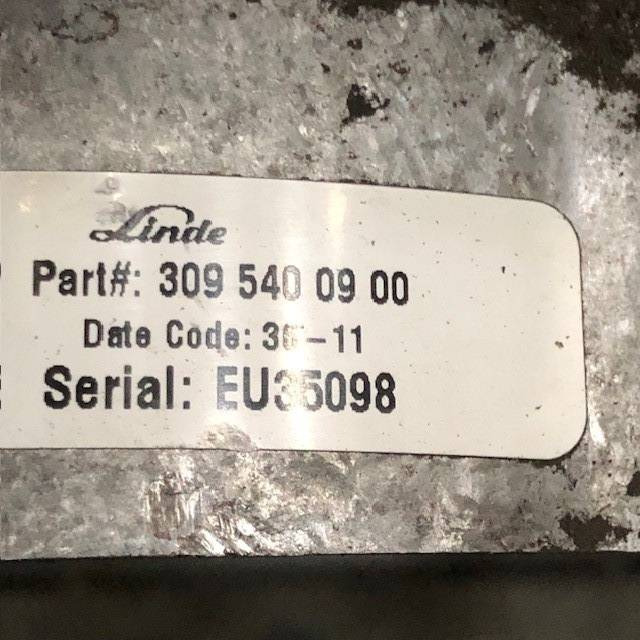 Linde
Part#: 309 540 09 00
Date Code: 36-11
Serial: EU35098